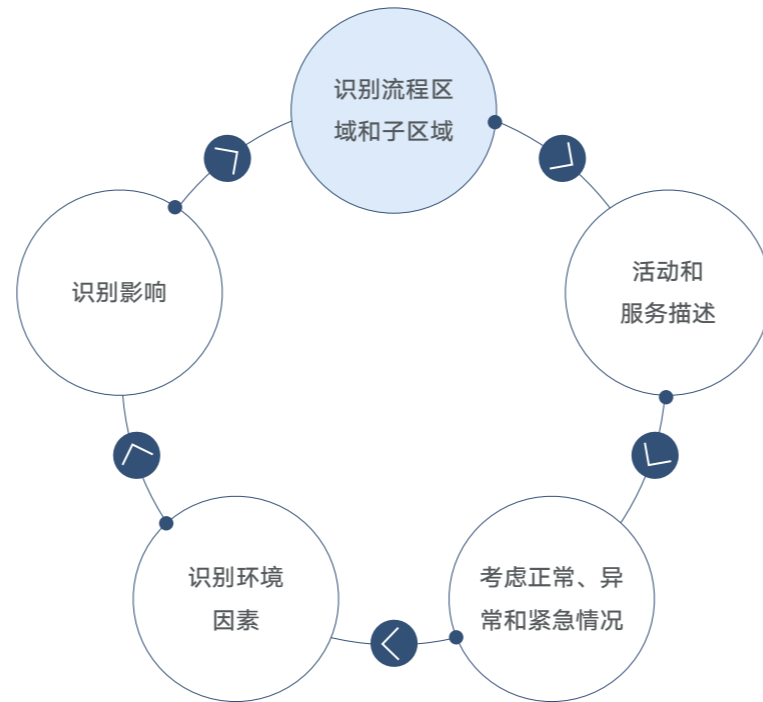 识别流程区
域和子区域
活动和
服务描述
考虑正常、异
常和紧急情况
识别环境
因素
识别影响